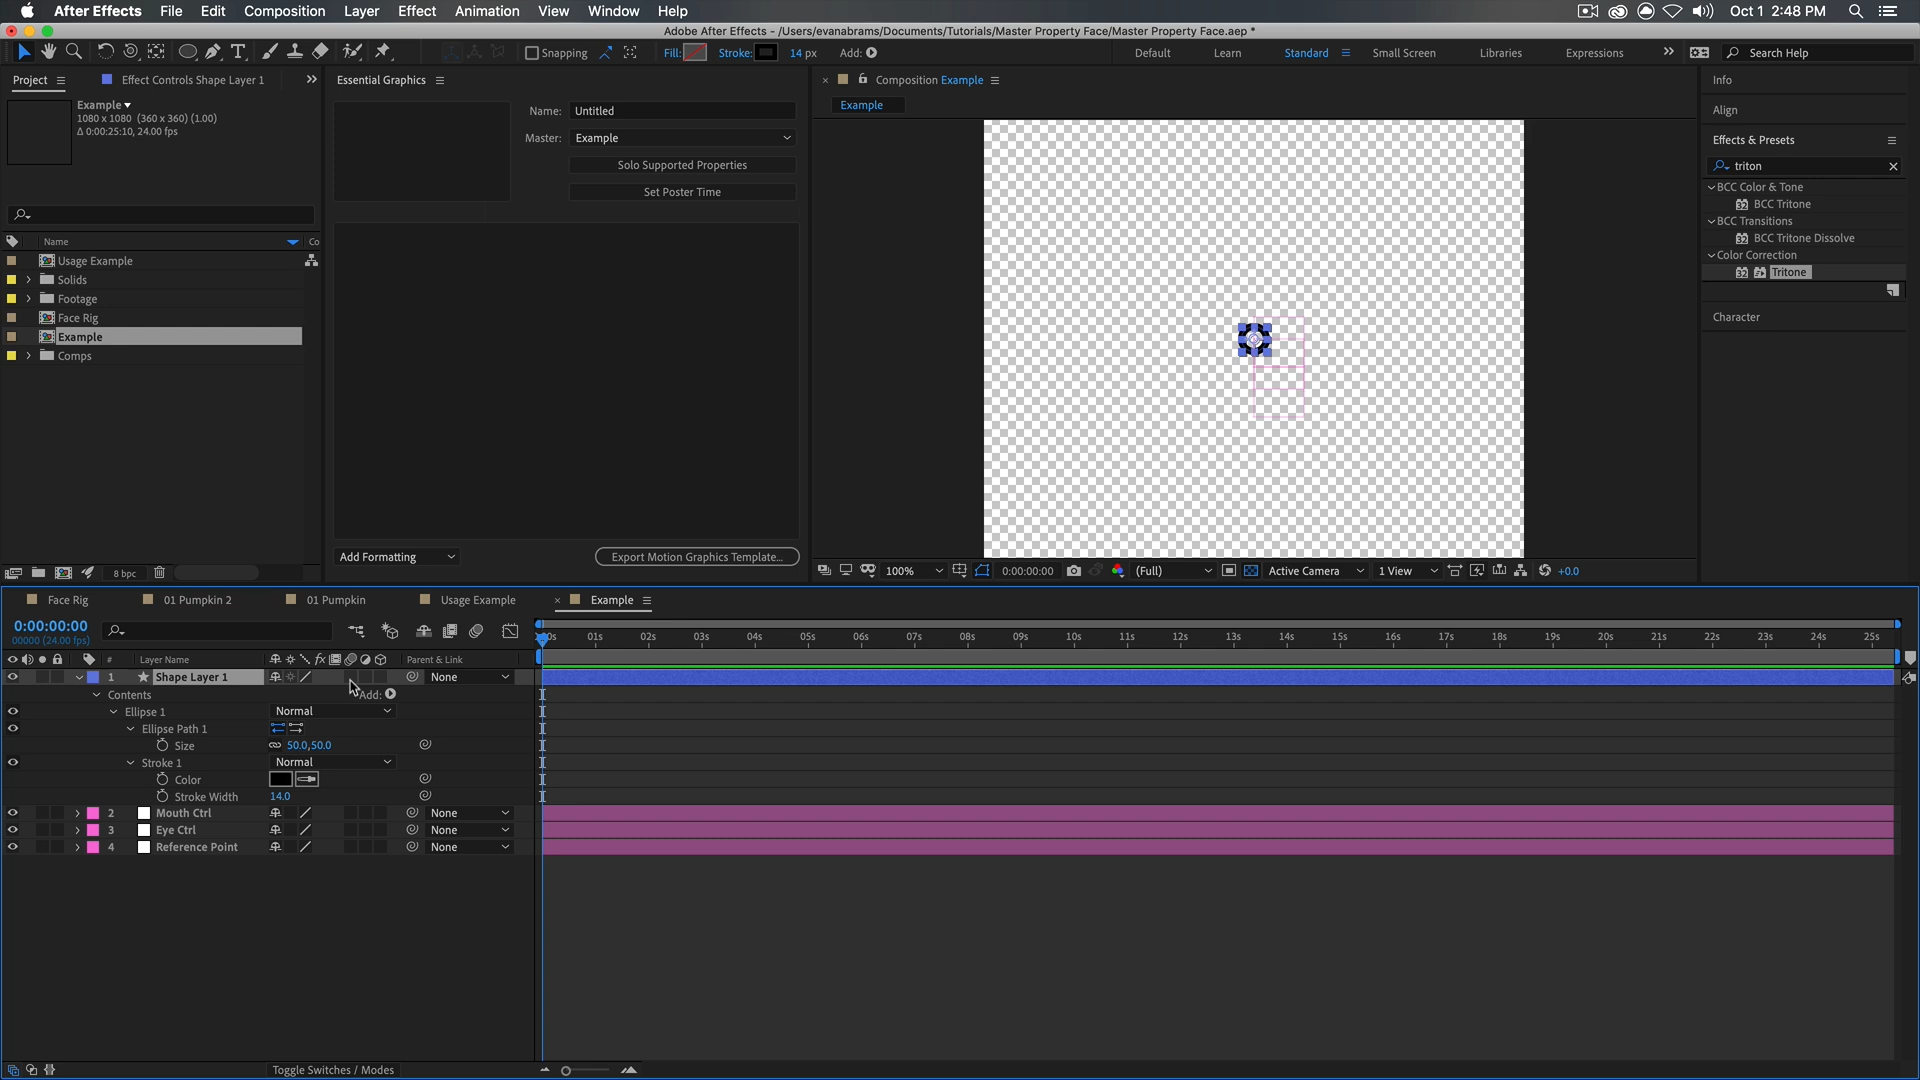 After Effects File Edit Composition Layer Effect Animation View Window Help Oct 1 2:48 PM
Adobe After Effects - /Users/evanabrams/Documents/Tutorials/Master Property Face/Master Property Face.aep *
Snapping Fill: Stroke: 14 px Add: Default Learn Standard Small Screen Libraries Expressions Search Help
Project Effect Controls Shape Layer 1 Essential Graphics Composition Example Info
Example
1080 x 1080 (360 x 360) (1.00)
Δ 0:00:25:10, 24.00 fps
Name: Untitled
Master: Example
Solo Supported Properties
Set Poster Time
Example
Align
Effects & Presets
triton
BCC Color & Tone
32 BCC Tritone
BCC Transitions
32 BCC Tritone Dissolve
Color Correction
32 Tritone
Character
Name Co
Usage Example
Solids
Footage
Face Rig
Example
Comps
8 bpc
Add Formatting Export Motion Graphics Template...
100% 0:00:00:00 (Full) Active Camera 1 View +0.0
Face Rig 01 Pumpkin 2 01 Pumpkin Usage Example Example
0:00:00:00
00000 (24.00 fps)
00s 01s 02s 03s 04s 05s 06s 07s 08s 09s 10s 11s 12s 13s 14s 15s 16s 17s 18s 19s 20s 21s 22s 23s 24s 25s
# Layer Name fx Parent & Link
1 Shape Layer 1 None
Contents Add:
Ellipse 1 Normal
Ellipse Path 1
Size 50.0,50.0
Stroke 1 Normal
Color
Stroke Width 14.0
2 Mouth Ctrl None
3 Eye Ctrl None
4 Reference Point None
Toggle Switches / Modes